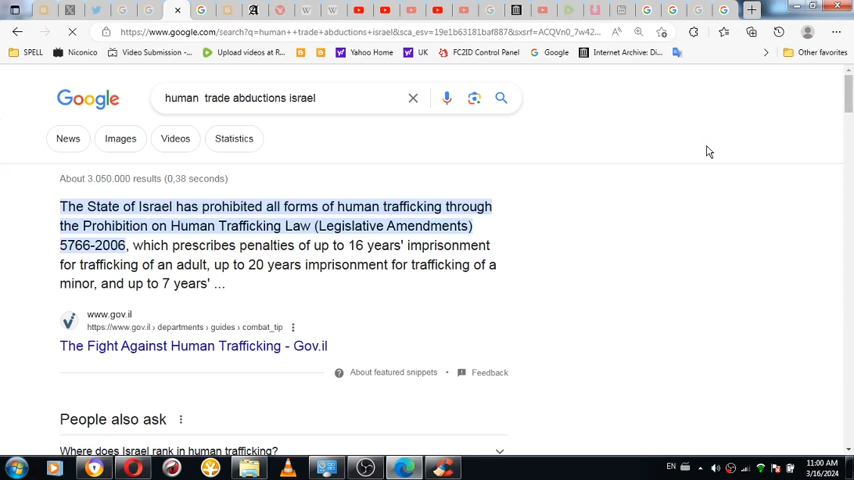 https://www.google.com/search?q=human++trade+abductions+israel&sca_esv=19e1b63181baf887&sxsrf=ACQVn0_7w42...
SPELL
Niconico
Video Submission -...
Upload videos at R...
Yahoo Home
UK
FC2ID Control Panel
Google
Internet Archive: Di...
Other favorites
Google
human trade abductions israel
News
Images
Videos
Statistics
About 3.050.000 results (0,38 seconds)
The State of Israel has prohibited all forms of human trafficking through
the Prohibition on Human Trafficking Law (Legislative Amendments)
5766-2006, which prescribes penalties of up to 16 years' imprisonment
for trafficking of an adult, up to 20 years imprisonment for trafficking of a
minor, and up to 7 years' ...
www.gov.il
https://www.gov.il › departments › guides › combat_tip
The Fight Against Human Trafficking - Gov.il
About featured snippets
Feedback
People also ask
Where does Israel rank in human trafficking?
EN
11:00 AM
3/16/2024